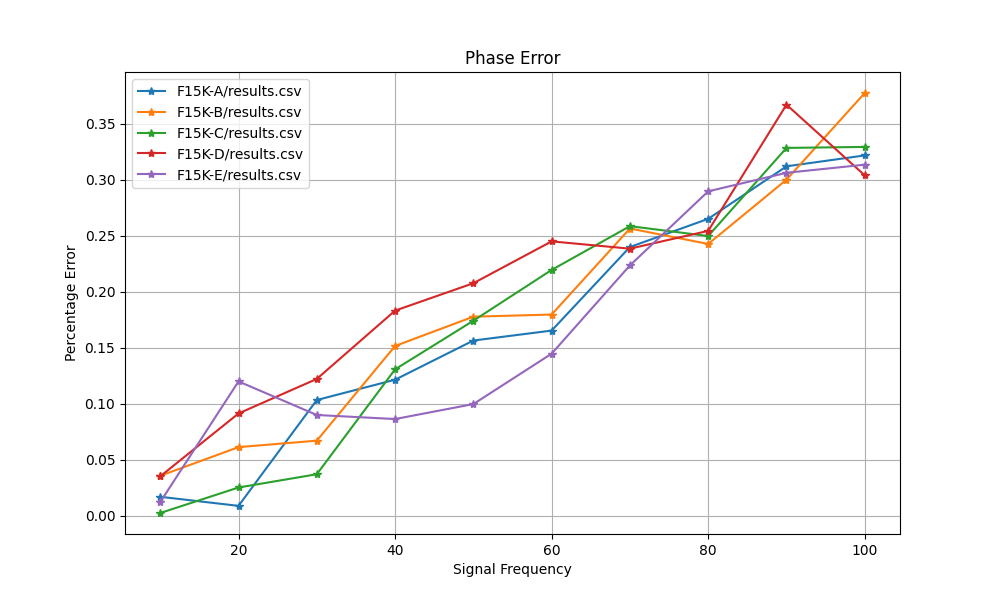 Phase Error
F15K-A/results.csv
F15K-B/results.csv
F15K-C/results.csv
F15K-D/results.csv
F15K-E/results.csv
0.35
0.30
0.25
0.20
0.15
0.10
0.05
0.00
Percentage Error
20 40 60 80 100
Signal Frequency